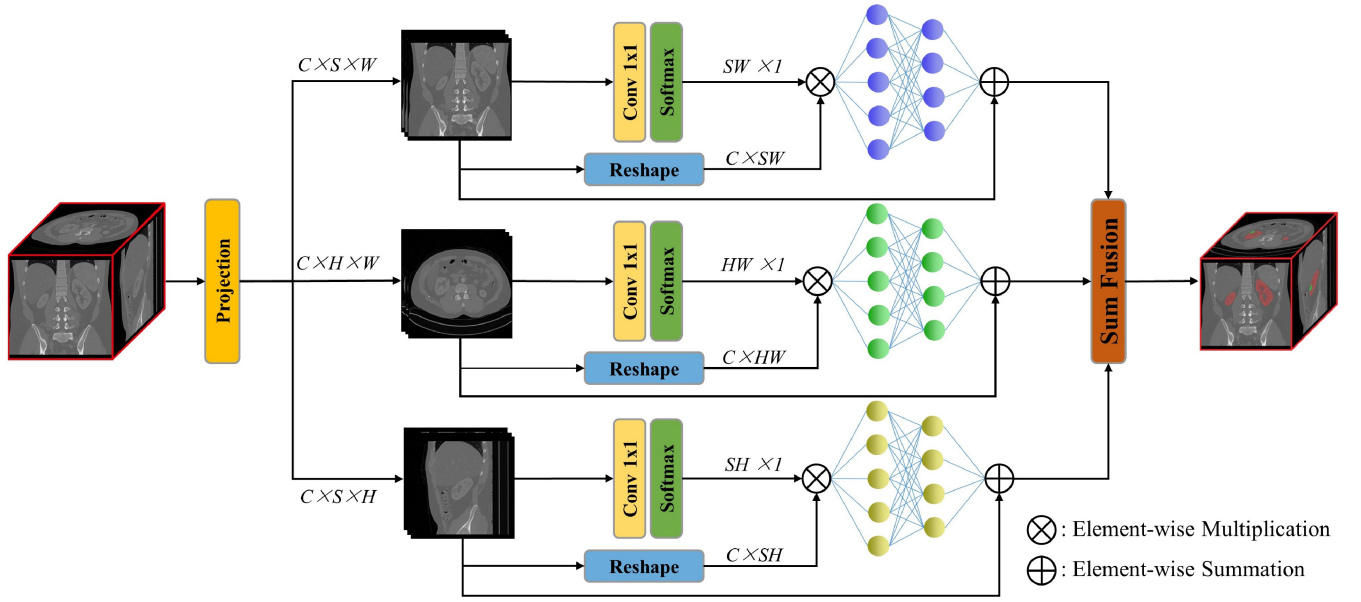 C×S×W
Conv 1x1
Softmax
SW ×1
Reshape
C×SW
Projection
C×H×W
Conv 1x1
Softmax
HW ×1
Reshape
C×HW
Sum Fusion
C×S×H
Conv 1x1
Softmax
SH ×1
Reshape
C×SH
: Element-wise Multiplication
: Element-wise Summation